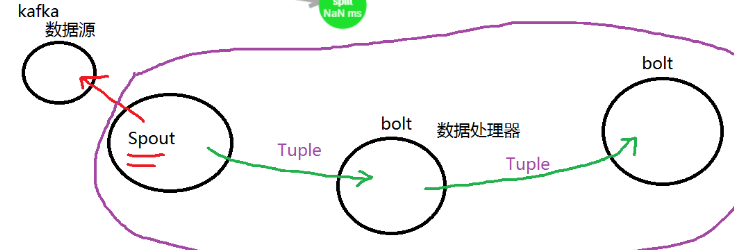 split
NaN ms
kafka
数据源
bolt
bolt
数据处理器
Spout
Tuple
Tuple